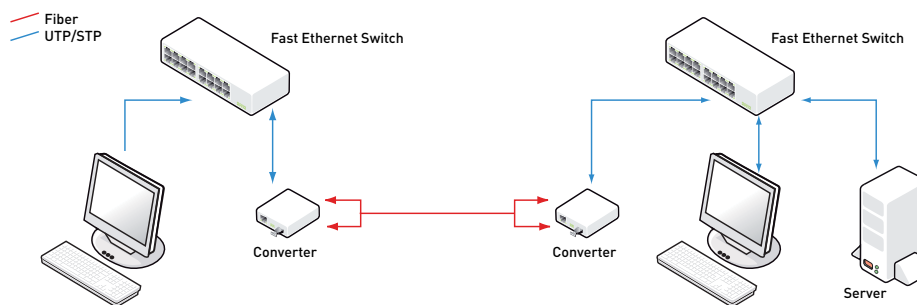 Fiber
UTP/STP
Fast Ethernet Switch
Fast Ethernet Switch
Converter
Converter
Server